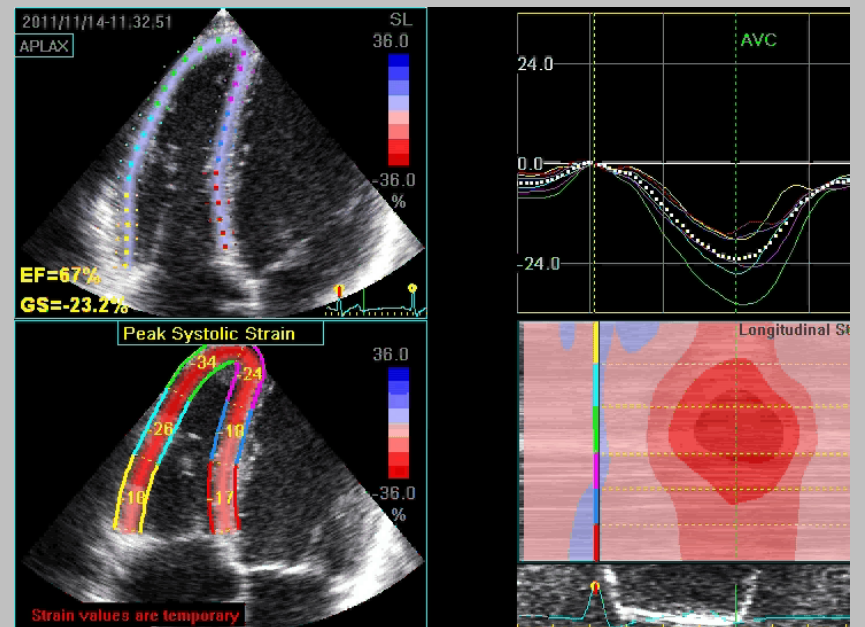 2011/11/14-11,32,51
APLAX
SL
36.0
-36.0
%
EF=67%
GS=-23.2%
AVC
24.0
0.0
-24.0
Peak Systolic Strain
36.0
-36.0
%
-34
-24
-26
-18
-17
Strain values are temporary
Longitudinal St